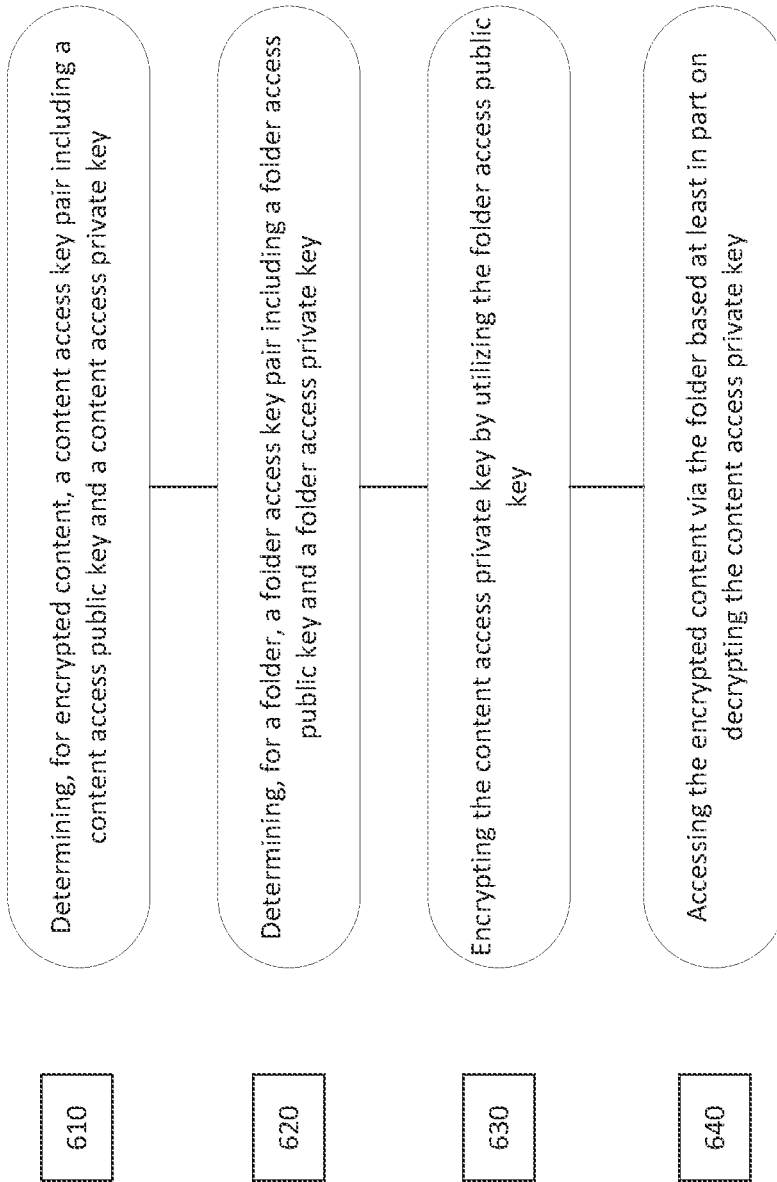 610
Determining, for encrypted content, a content access key pair including a
content access public key and a content access private key
620
Determining, for a folder, a folder access key pair including a folder access
public key and a folder access private key
630
Encrypting the content access private key by utilizing the folder access public
key
640
Accessing the encrypted content via the folder based at least in part on
decrypting the content access private key